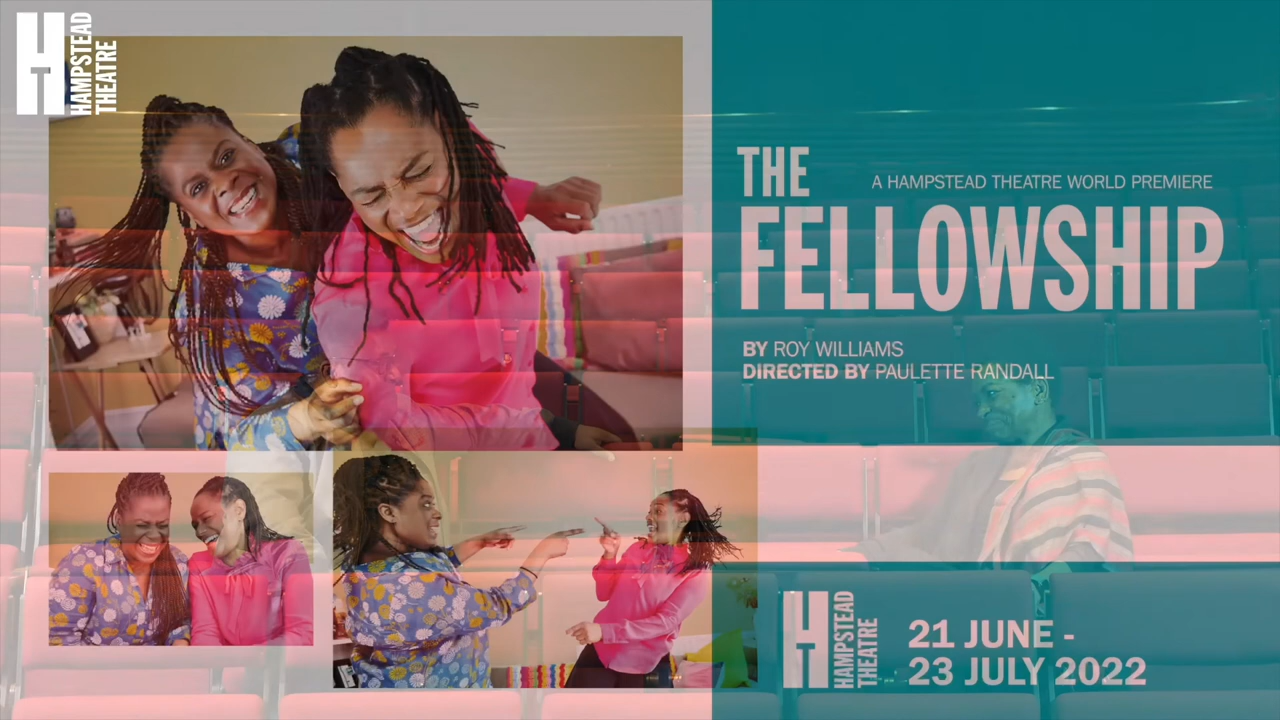 HAMPSTEAD
THEATRE
THE
A HAMPSTEAD THEATRE WORLD PREMIERE
FELLOWSHIP
BY ROY WILLIAMS
DIRECTED BY PAULETTE RANDALL
HAMPSTEAD
THEATRE
21 JUNE -
23 JULY 2022